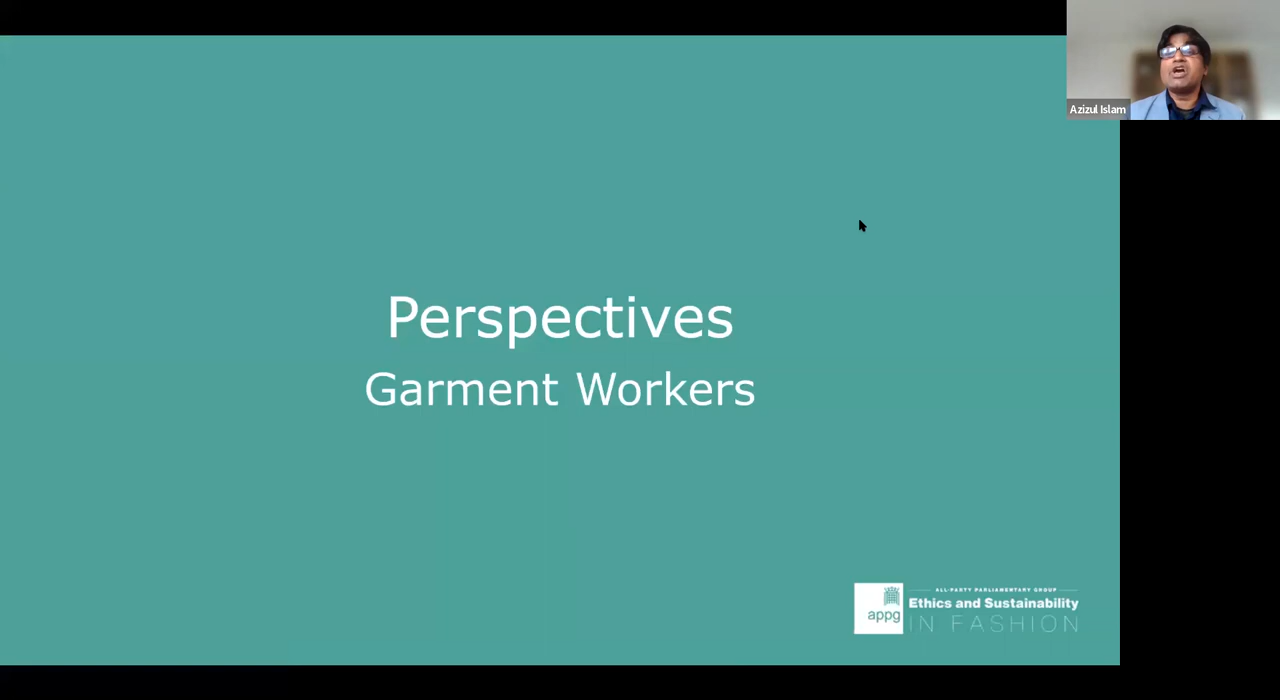 Azizul Islam
Perspectives
Garment Workers
appg
ALL-PARTY PARLIAMENTARY GROUP
Ethics and Sustainability
IN FASHION